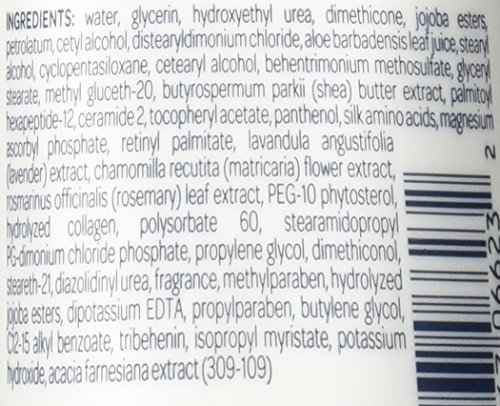 INGREDIENTS: water, glycerin, hydroxyethyl urea, dimethicone, jojoba esters,
petrolatum, cetyl alcohol, distearyldimonium chloride, aloe barbadensis leaf juice, stearyl
alcohol, cyclopentasiloxane, cetearyl alcohol, behentrimonium methosulfate, glyceryl
stearate, methyl gluceth-20, butyrospermum parkii (shea) butter extract, palmitoyl
hexapeptide-12, ceramide 2, tocopheryl acetate, panthenol, silk amino acids, magnesium
ascorbyl phosphate, retinyl palmitate, lavandula angustifolia
(lavender) extract, chamomilla recutita (matricaria) flower extract,
rosmarinus officinalis (rosemary) leaf extract, PEG-10 phytosterol,
hydrolyzed collagen, polysorbate 60, stearamidopropyl
PG-dimonium chloride phosphate, propylene glycol, dimethiconol,
steareth-21, diazolidinyl urea, fragrance, methylparaben, hydrolyzed
jojoba esters, dipotassium EDTA, propylparaben, butylene glycol,
C12-15 alkyl benzoate, tribehenin, isopropyl myristate, potassium
hydroxide, acacia farnesiana extract (309-109)
2